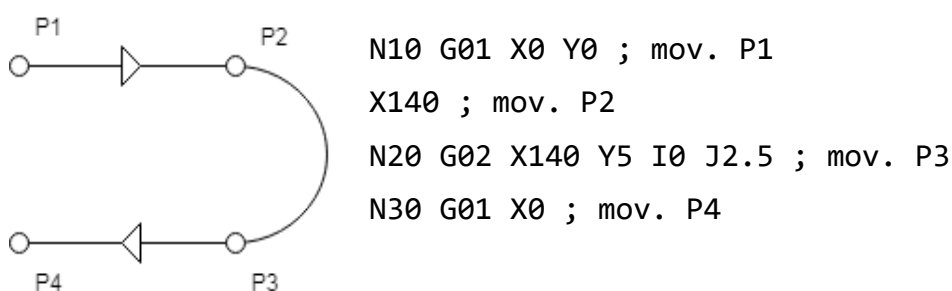 P1
P2
P4
P3
N10 G01 X0 Y0 ; mov. P1
X140 ; mov. P2
N20 G02 X140 Y5 I0 J2.5 ; mov. P3
N30 G01 X0 ; mov. P4